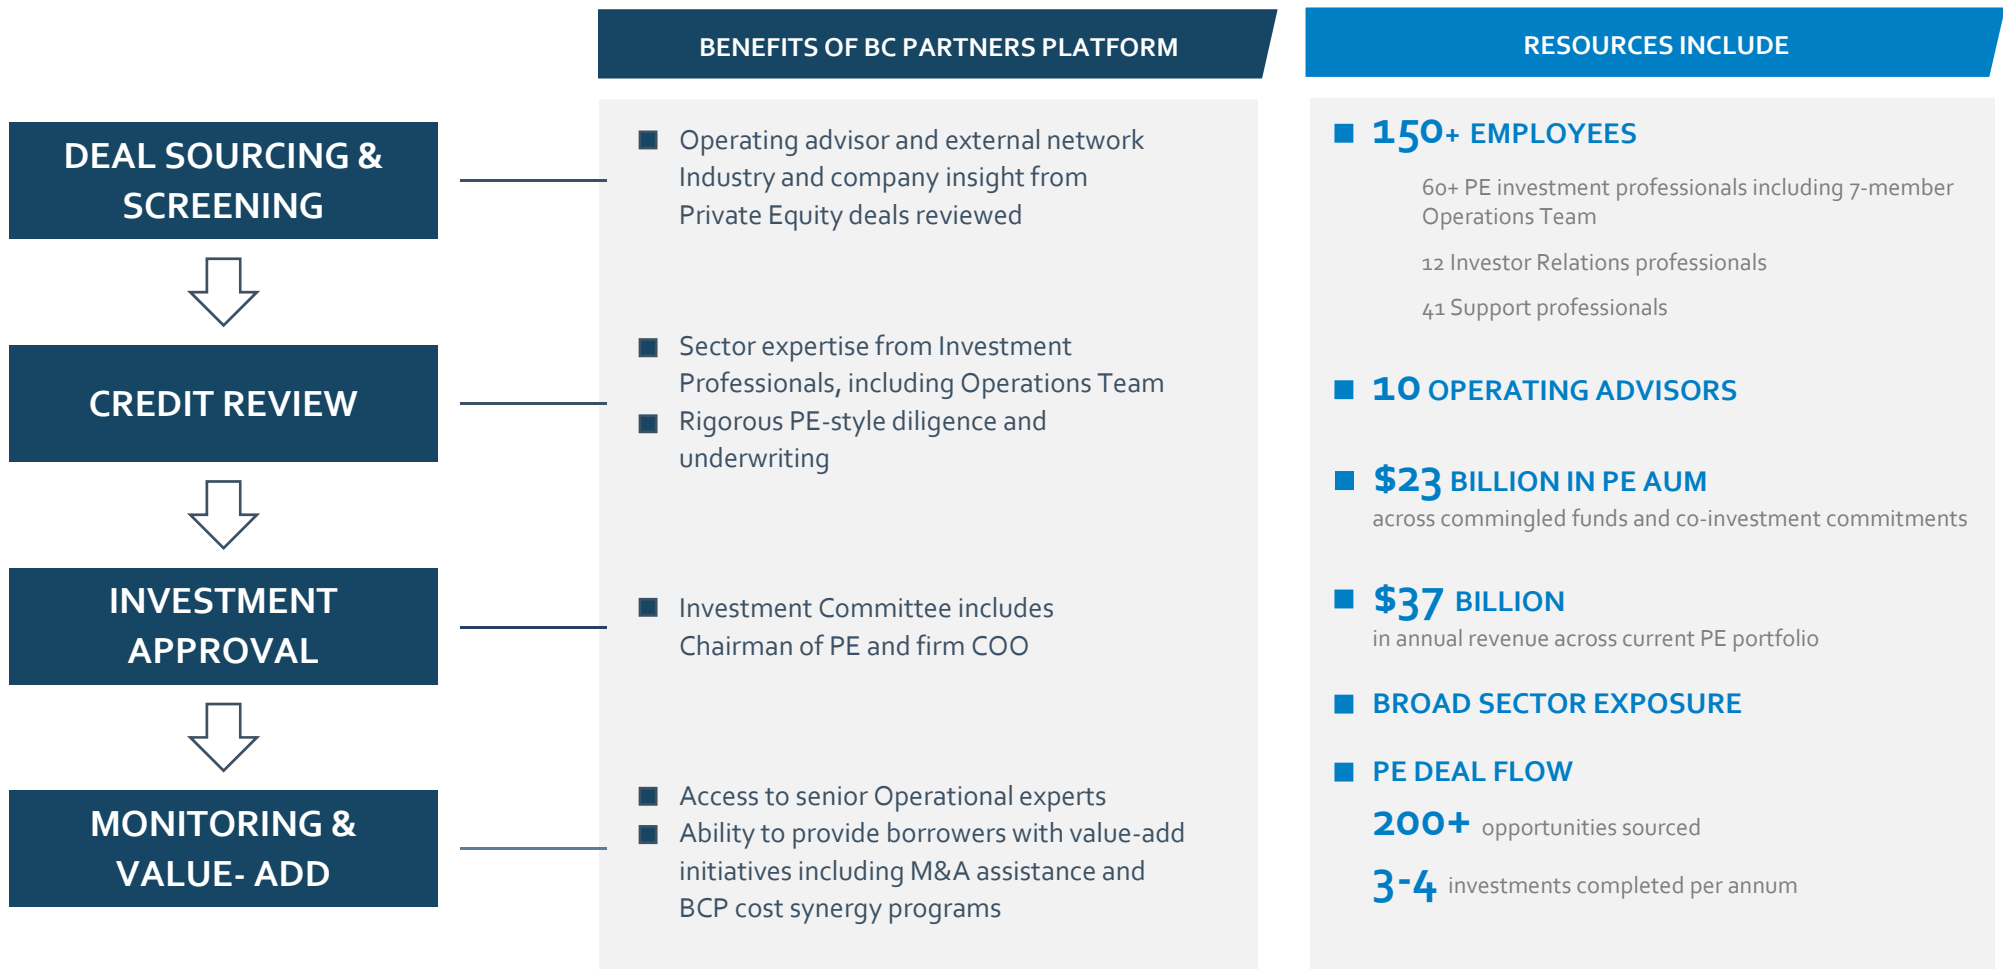 BENEFITS OF BC PARTNERS PLATFORM
RESOURCES INCLUDE
DEAL SOURCING &
SCREENING
CREDIT REVIEW
INVESTMENT
APPROVAL
MONITORING &
VALUE- ADD
Operating advisor and external network
Industry and company insight from
Private Equity deals reviewed
Sector expertise from Investment
Professionals, including Operations Team
Rigorous PE-style diligence and
underwriting
Investment Committee includes
Chairman of PE and firm COO
Access to senior Operational experts
Ability to provide borrowers with value-add
initiatives including M&A assistance and
BCP cost synergy programs
150+ EMPLOYEES
60+ PE investment professionals including 7-member
Operations Team
12 Investor Relations professionals
41 Support professionals
10 OPERATING ADVISORS
$23 BILLION IN PE AUM
across commingled funds and co-investment commitments
$37 BILLION
in annual revenue across current PE portfolio
BROAD SECTOR EXPOSURE
PE DEAL FLOW
200+ opportunities sourced
3-4 investments completed per annum